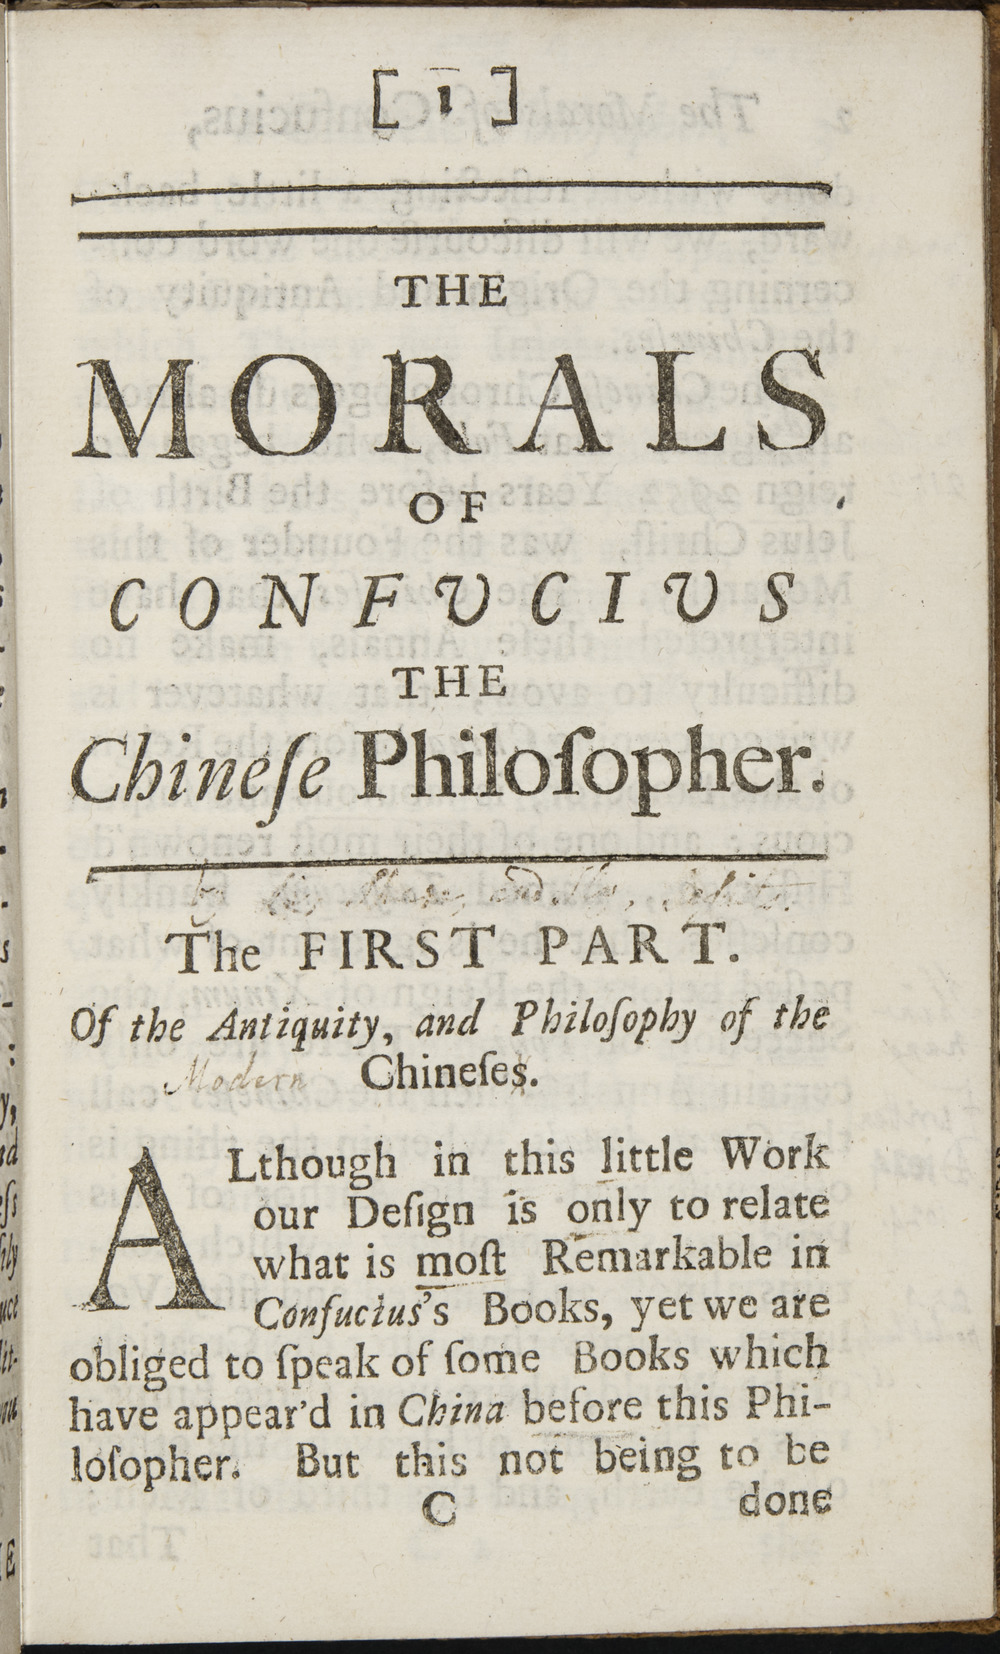 [ 1 ]
THE
MORALS
OF
CONFUCIUS
THE
Chineſe Philoſopher.
by
The FIRST PART.
Of the Antiquity, and Philoſophy of the
Modern Chineſes.
ALthough in this little Work
our Deſign is only to relate
what is moſt Remarkable in
Confucius's Books, yet we are
obliged to ſpeak of ſome Books which
have appear'd in China before this Phi-
loſopher. But this not being to be
C done